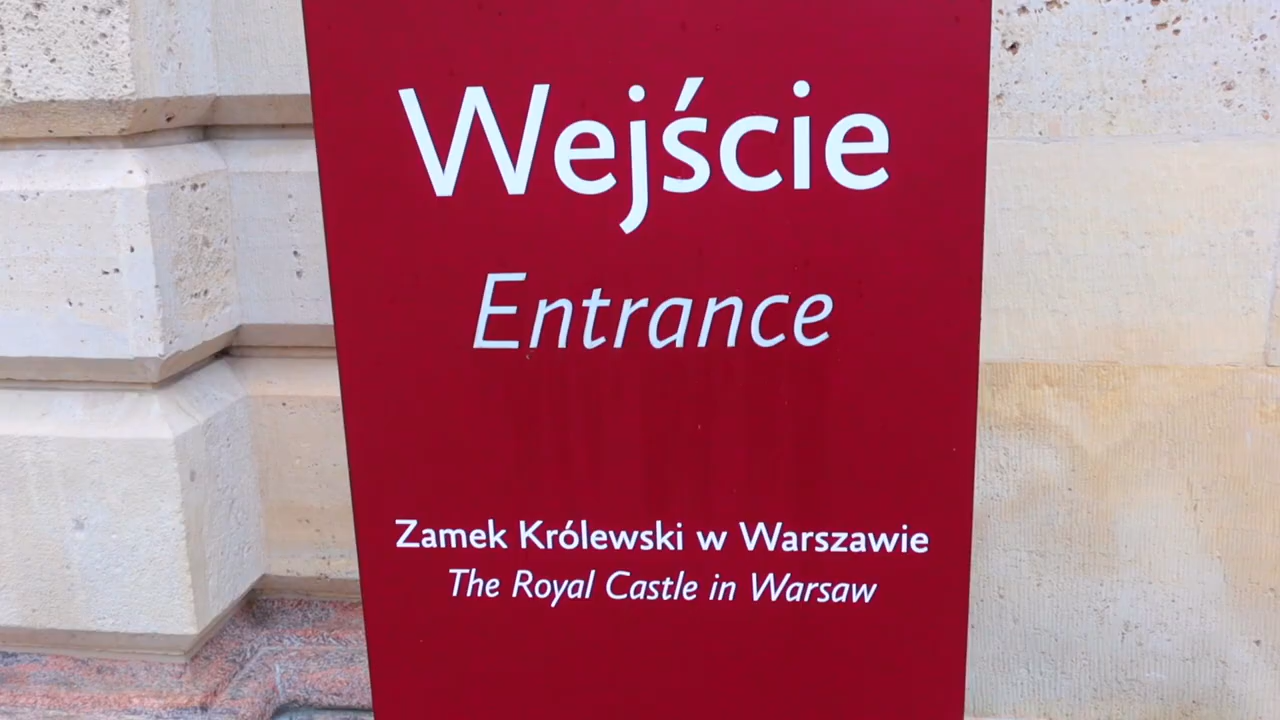 Wejście
Entrance
Zamek Królewski w Warszawie
The Royal Castle in Warsaw